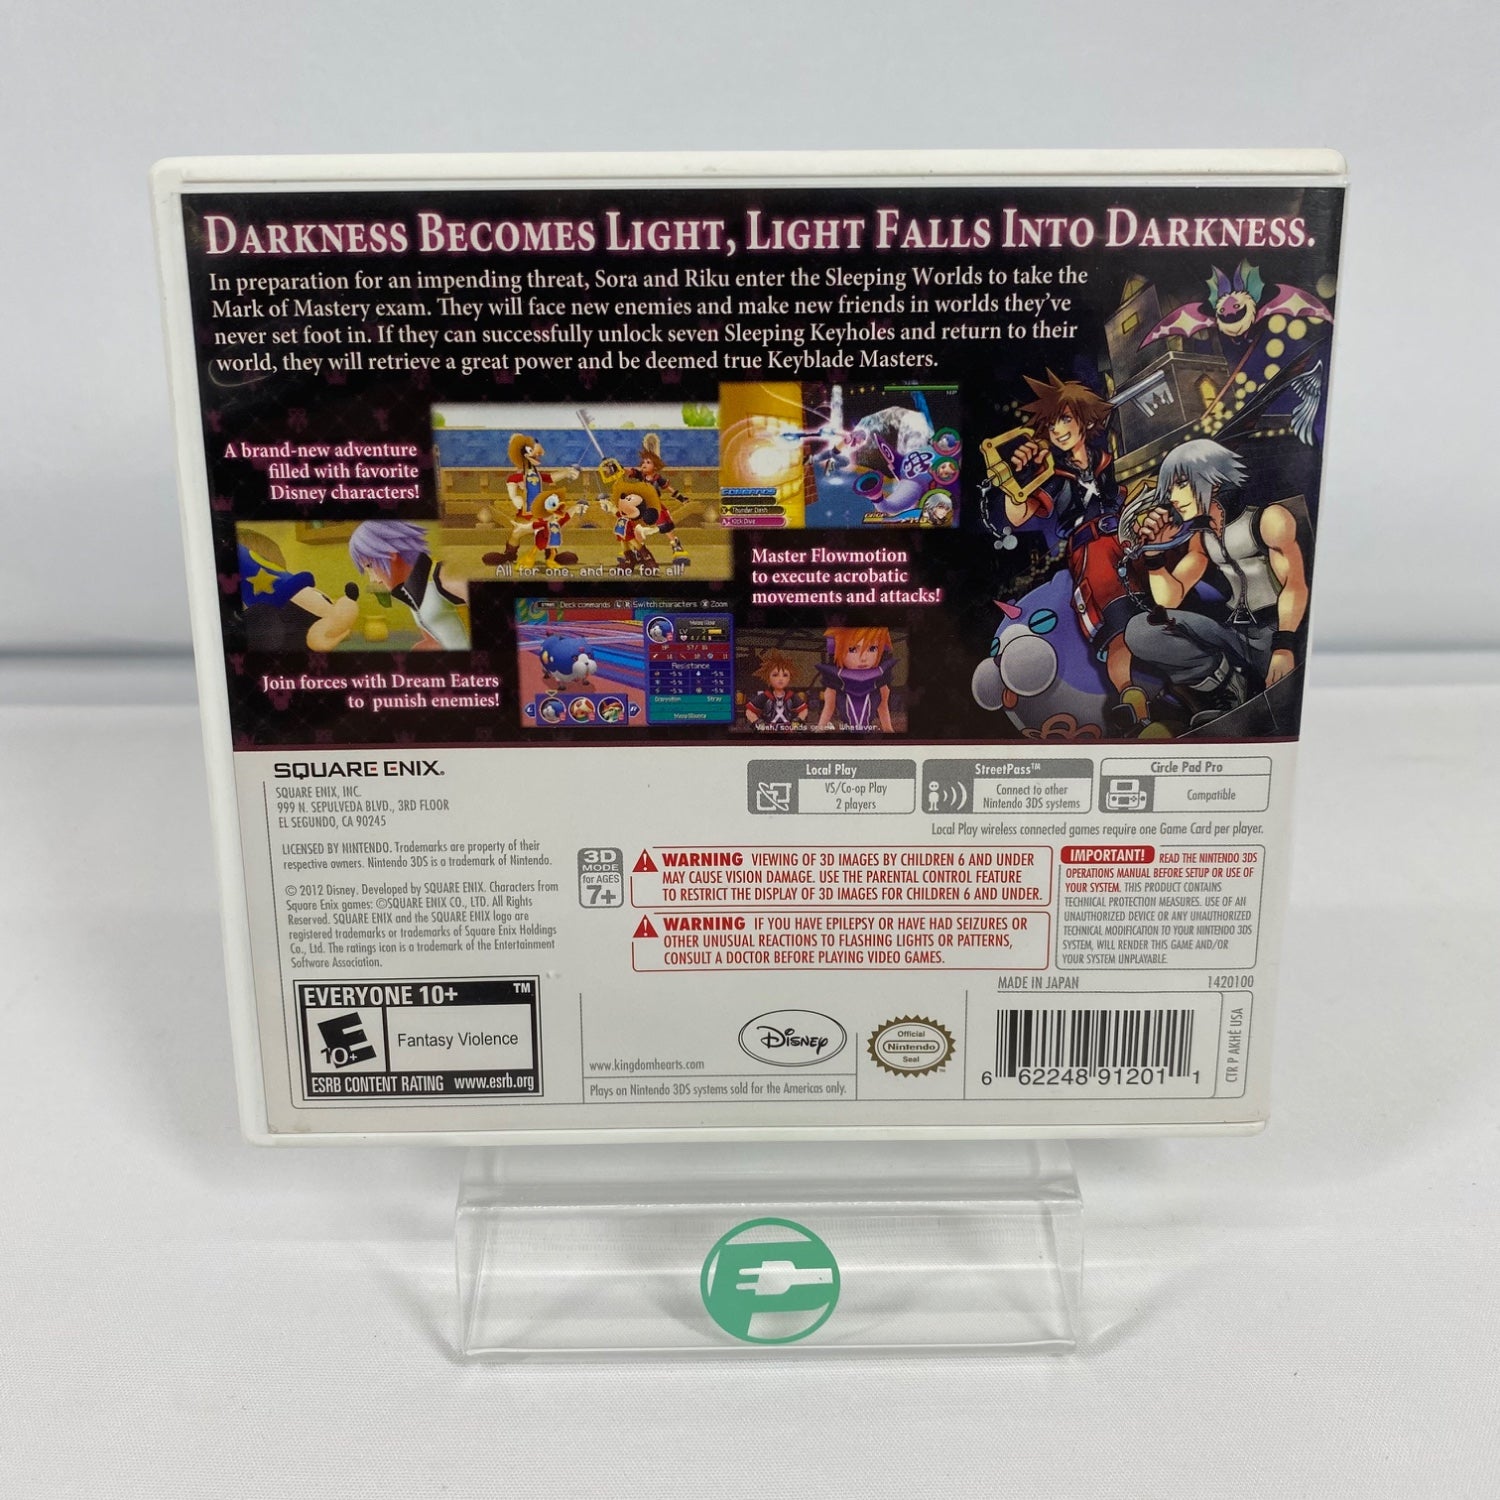 DARKNESS BECOMES LIGHT, LIGHT FALLS INTO DARKNESS.
In preparation for an impending threat, Sora and Riku enter the Sleeping Worlds to take the
Mark of Mastery exam. They will face new enemies and make new friends in worlds they've
never set foot in. If they can successfully unlock seven Sleeping Keyholes and return to their
world, they will retrieve a great power and be deemed true Keyblade Masters.
A brand-new adventure
filled with favorite
Disney characters!
All for one, and one for all!
COMMANDS
Thunder Dash
Kick Dive
Master Flowmotion
to execute acrobatic
movements and attacks!
Deck commands L R Switch characters X Zoom
Resistance
Join forces with Dream Eaters
to punish enemies!
SQUARE ENIX.
SQUARE ENIX, INC.
999 N. SEPULVEDA BLVD., 3RD FLOOR
EL SEGUNDO, CA 90245
LICENSED BY NINTENDO. Trademarks are property of their
respective owners. Nintendo 3DS is a trademark of Nintendo.
© 2012 Disney. Developed by SQUARE ENIX. Characters from
Square Enix games: ©SQUARE ENIX CO., LTD. All Rights
Reserved. SQUARE ENIX and the SQUARE ENIX logo are
registered trademarks or trademarks of Square Enix Holdings
Co., Ltd. The ratings icon is a trademark of the Entertainment
Software Association.
Local Play
VS/Co-op Play
2 players
StreetPass™
Connect to other
Nintendo 3DS systems
Circle Pad Pro
Compatible
Local Play wireless connected games require one Game Card per player.
3D
MODE
for AGES
7+
WARNING VIEWING OF 3D IMAGES BY CHILDREN 6 AND UNDER
MAY CAUSE VISION DAMAGE. USE THE PARENTAL CONTROL FEATURE
TO RESTRICT THE DISPLAY OF 3D IMAGES FOR CHILDREN 6 AND UNDER.
WARNING IF YOU HAVE EPILEPSY OR HAVE HAD SEIZURES OR
OTHER UNUSUAL REACTIONS TO FLASHING LIGHTS OR PATTERNS,
CONSULT A DOCTOR BEFORE PLAYING VIDEO GAMES.
IMPORTANT! READ THE NINTENDO 3DS
OPERATIONS MANUAL BEFORE SETUP OR USE OF
YOUR SYSTEM. THIS PRODUCT CONTAINS
TECHNICAL PROTECTION MEASURES. USE OF AN
UNAUTHORIZED DEVICE OR ANY UNAUTHORIZED
TECHNICAL MODIFICATION TO YOUR NINTENDO 3DS
SYSTEM, WILL RENDER THIS GAME AND/OR
YOUR SYSTEM UNPLAYABLE.
MADE IN JAPAN 1420100
EVERYONE 10+ ™
E
10+
Fantasy Violence
ESRB CONTENT RATING www.esrb.org
www.kingdomhearts.com
Disney
Official
Nintendo
Seal
Plays on Nintendo 3DS systems sold for the Americas only.
6 62248 91201 1
CTR P AKHE USA